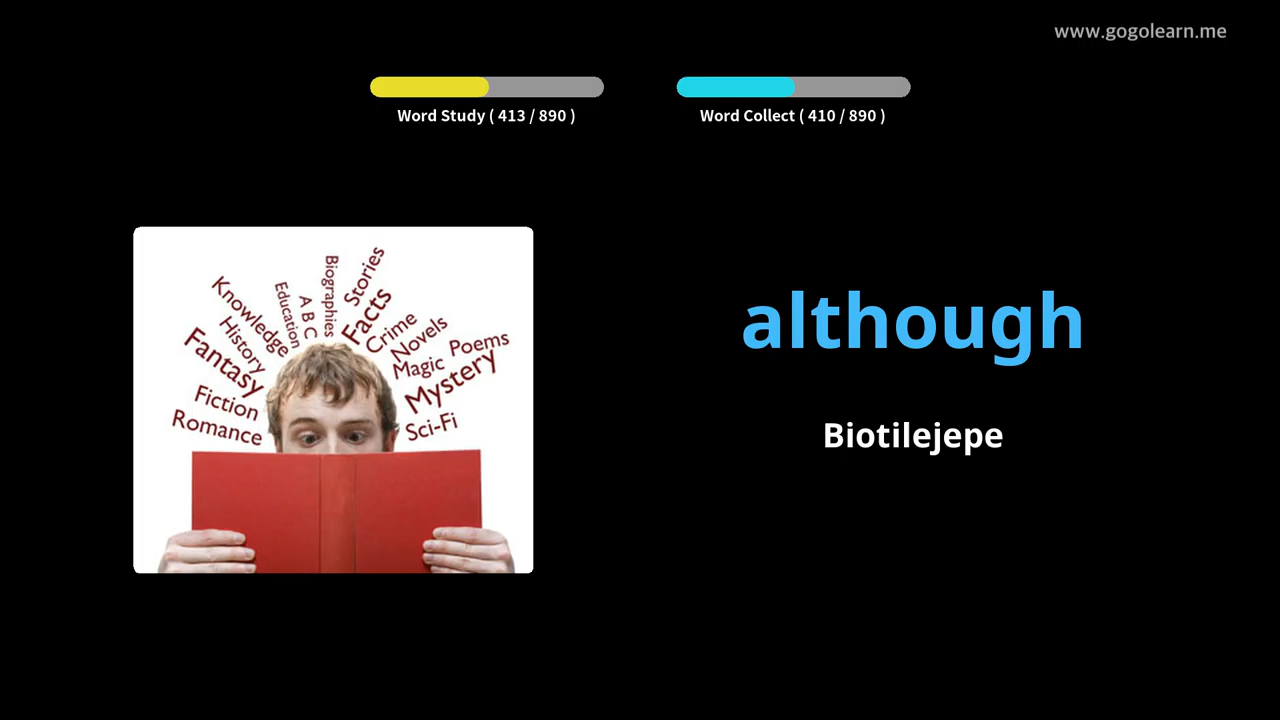 www.gogolearn.me
Word Study ( 413 / 890 )
Word Collect ( 410 / 890 )
Knowledge
Education
A B C
Biographies
Stories
Facts
History
Crime
Novels
Fantasy
Magic
Poems
Mystery
Fiction
Romance
Sci-Fi
although
Biotilejepe